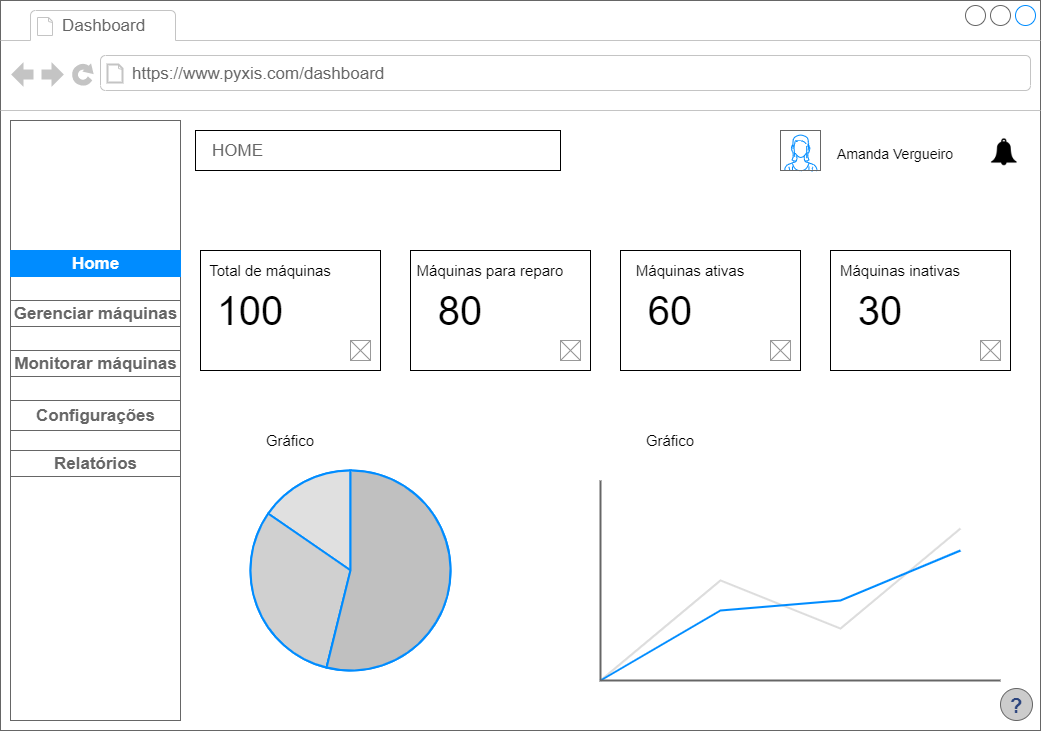 Dashboard
https://www.pyxis.com/dashboard
HOME
Amanda Vergueiro
Home
Gerenciar máquinas
Monitorar máquinas
Configurações
Relatórios
Total de máquinas
100
Máquinas para reparo
80
Máquinas ativas
60
Máquinas inativas
30
Gráfico
Gráfico
?